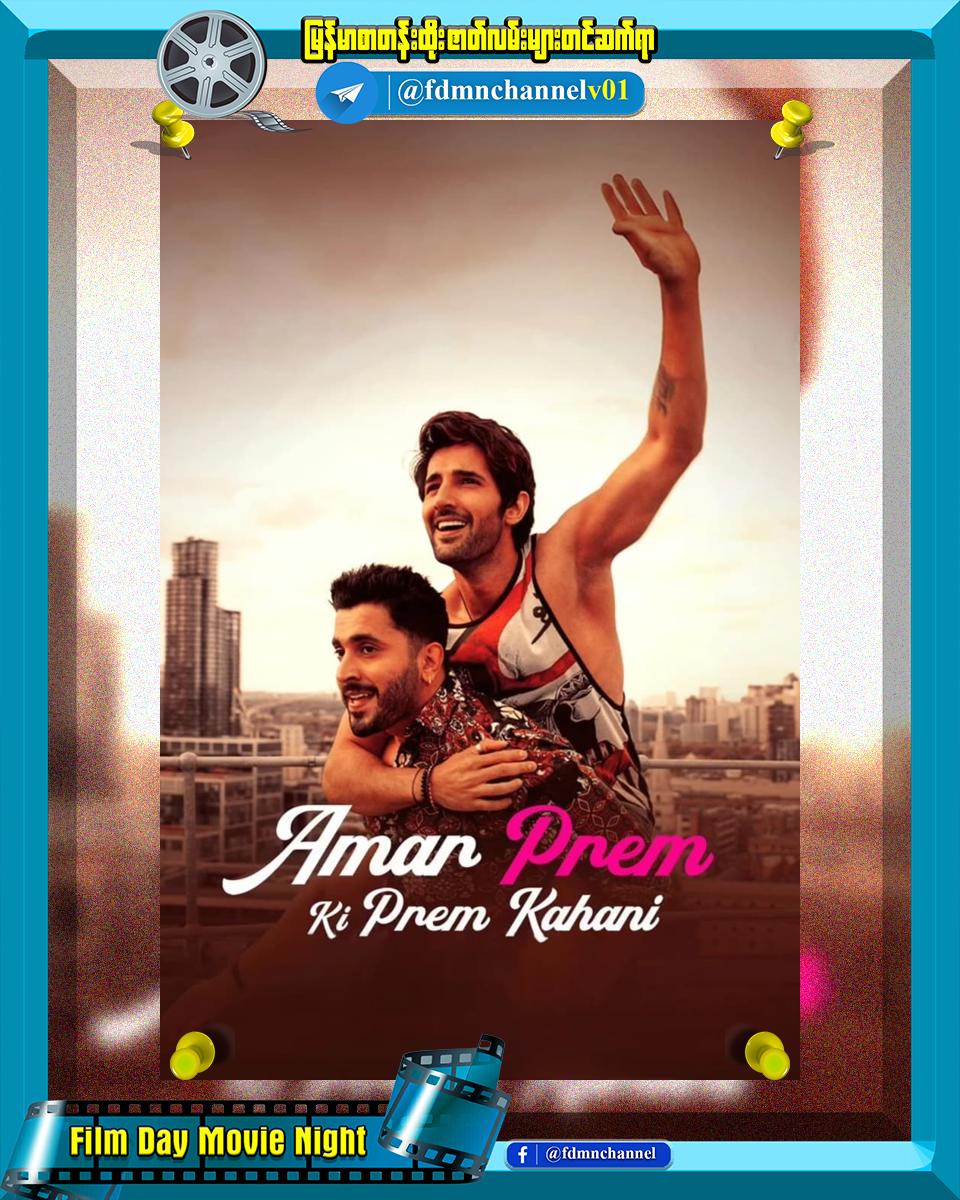 မြန်မာစာတန်းထိုးဇာတ်လမ်းများတင်ဆက်ရာ
@fdmnchannelv01
Amar Prem
Ki Prem Kahani
Film Day Movie Night
@fdmnchannel